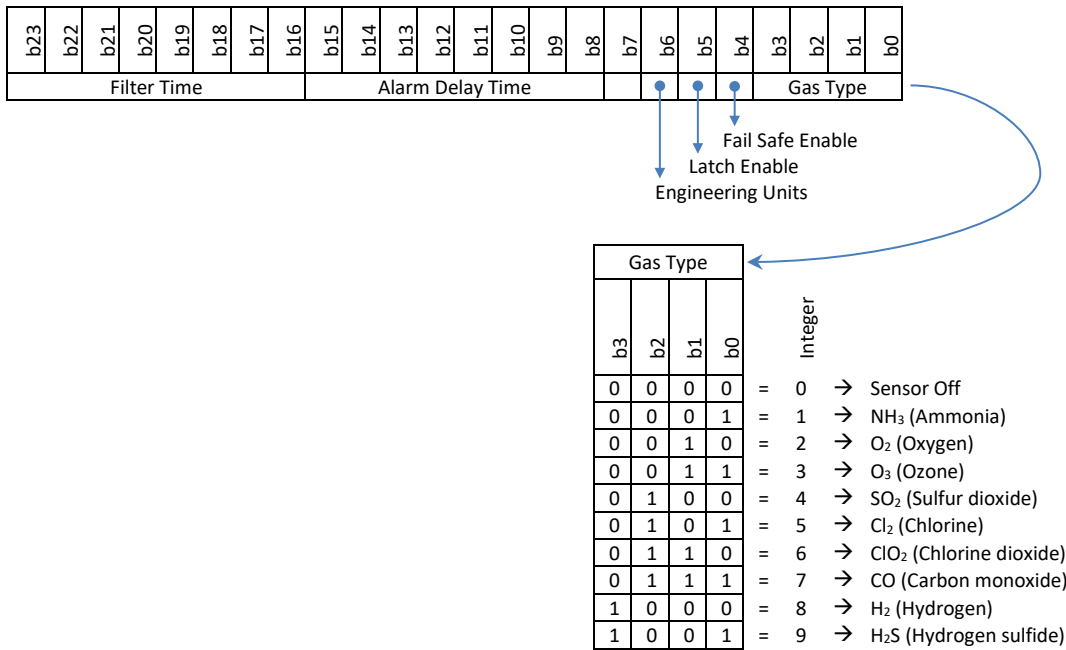 b23 b22 b21 b20 b19 b18 b17 b16 b15 b14 b13 b12 b11 b10 b9 b8 b7 b6 b5 b4 b3 b2 b1 b0
Filter Time Alarm Delay Time Gas Type
Fail Safe Enable
Latch Enable
Engineering Units
Gas Type
b3 b2 b1 b0 Integer
0 0 0 0 = 0 → Sensor Off
0 0 0 1 = 1 → NH₃ (Ammonia)
0 0 1 0 = 2 → O₂ (Oxygen)
0 0 1 1 = 3 → O₃ (Ozone)
0 1 0 0 = 4 → SO₂ (Sulfur dioxide)
0 1 0 1 = 5 → Cl₂ (Chlorine)
0 1 1 0 = 6 → ClO₂ (Chlorine dioxide)
0 1 1 1 = 7 → CO (Carbon monoxide)
1 0 0 0 = 8 → H₂ (Hydrogen)
1 0 0 1 = 9 → H₂S (Hydrogen sulfide)